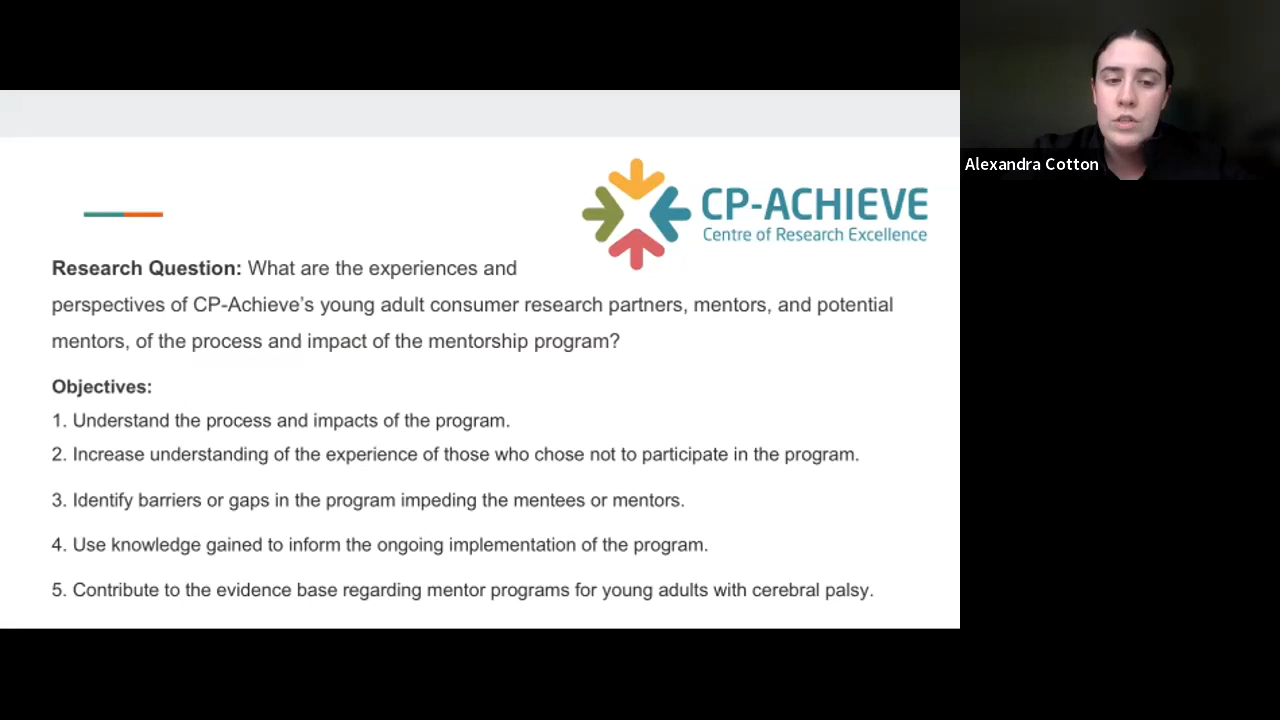 CP-ACHIEVE
Centre of Research Excellence
Alexandra Cotton
Research Question: What are the experiences and
perspectives of CP-Achieve’s young adult consumer research partners, mentors, and potential
mentors, of the process and impact of the mentorship program?
Objectives:
1. Understand the process and impacts of the program.
2. Increase understanding of the experience of those who chose not to participate in the program.
3. Identify barriers or gaps in the program impeding the mentees or mentors.
4. Use knowledge gained to inform the ongoing implementation of the program.
5. Contribute to the evidence base regarding mentor programs for young adults with cerebral palsy.